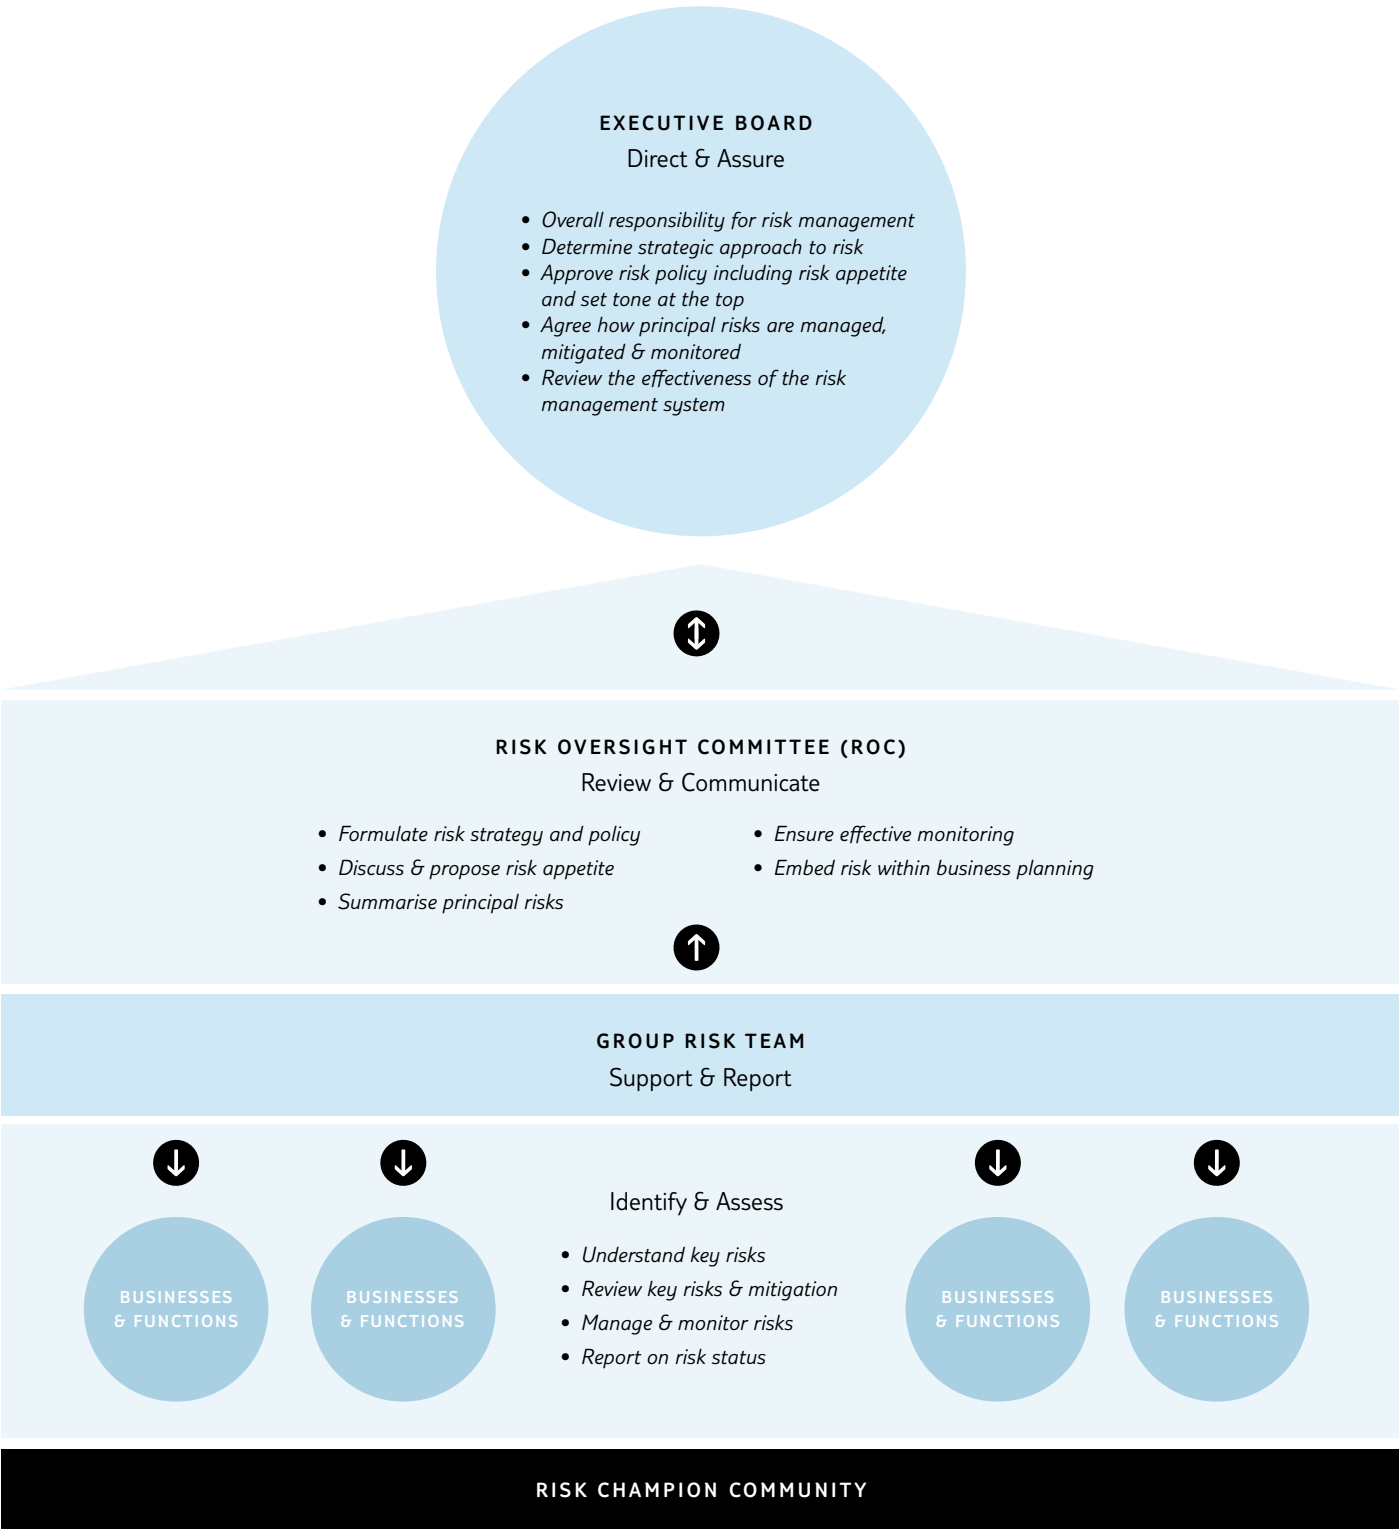 EXECUTIVE BOARD
Direct & Assure
• Overall responsibility for risk management
• Determine strategic approach to risk
• Approve risk policy including risk appetite
and set tone at the top
• Agree how principal risks are managed,
mitigated & monitored
• Review the effectiveness of the risk
management system
RISK OVERSIGHT COMMITTEE (ROC)
Review & Communicate
• Formulate risk strategy and policy
• Discuss & propose risk appetite
• Summarise principal risks
• Ensure effective monitoring
• Embed risk within business planning
GROUP RISK TEAM
Support & Report
BUSINESSES
& FUNCTIONS
BUSINESSES
& FUNCTIONS
Identify & Assess
• Understand key risks
• Review key risks & mitigation
• Manage & monitor risks
• Report on risk status
BUSINESSES
& FUNCTIONS
BUSINESSES
& FUNCTIONS
RISK CHAMPION COMMUNITY